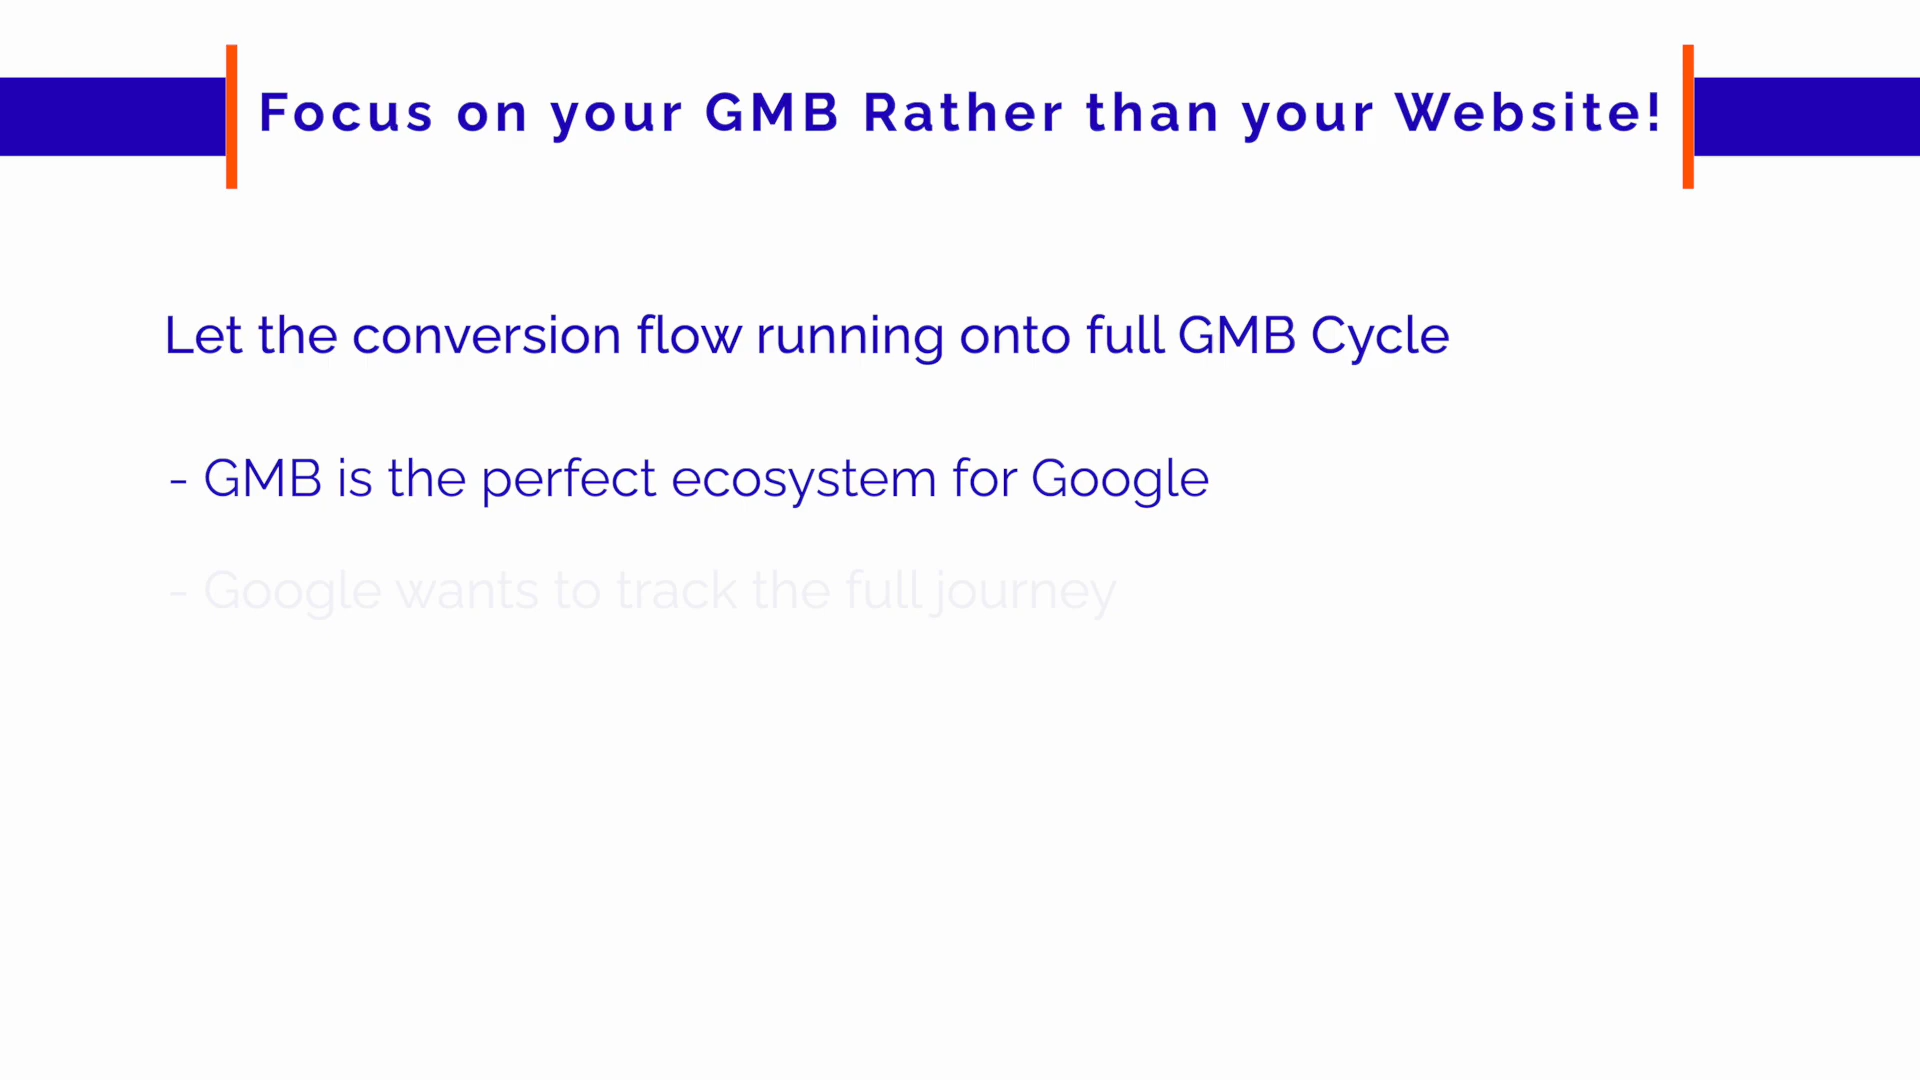 Focus on your GMB Rather than your Website!
Let the conversion flow running onto full GMB Cycle
- GMB is the perfect ecosystem for Google
- Google wants to track the full journey